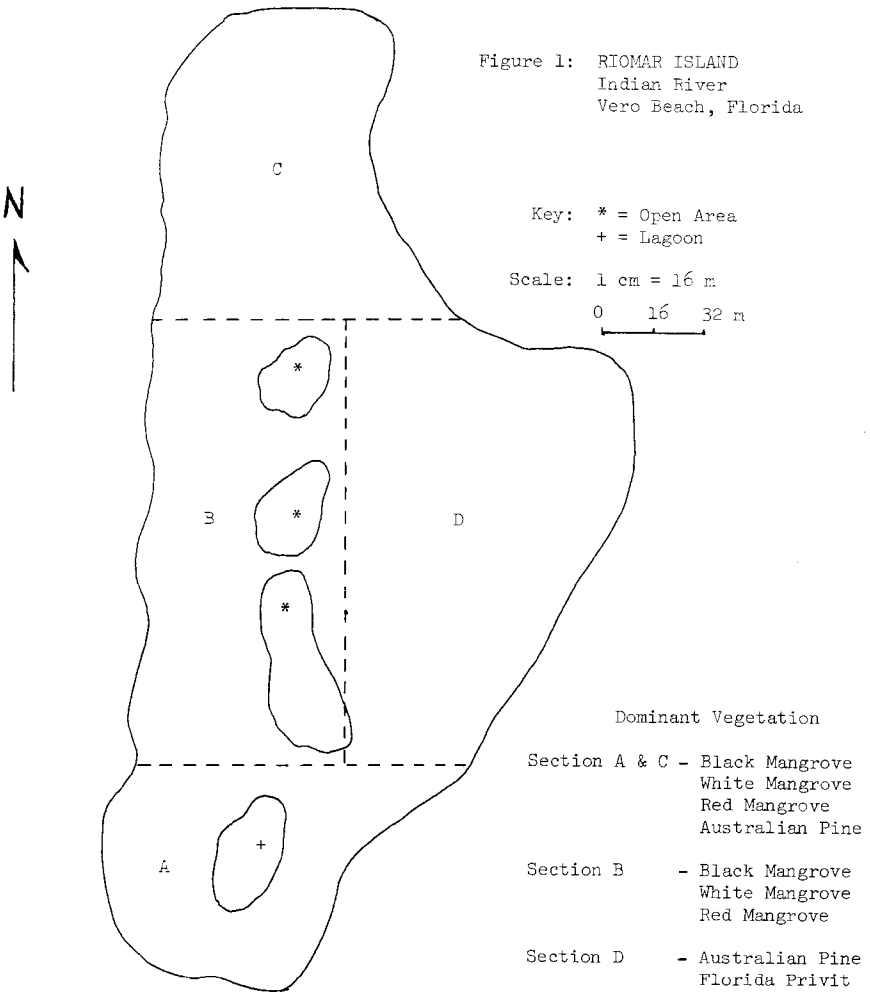 Figure 1: RIOMAR ISLAND
Indian River
Vero Beach, Florida
N
C
Key: * = Open Area
+ = Lagoon
Scale: 1 cm = 16 m
0 16 32 m
*
B
*
D
*
Dominant Vegetation
Section A & C - Black Mangrove
White Mangrove
Red Mangrove
Australian Pine
A
+
Section B - Black Mangrove
White Mangrove
Red Mangrove
Section D - Australian Pine
Florida Privit